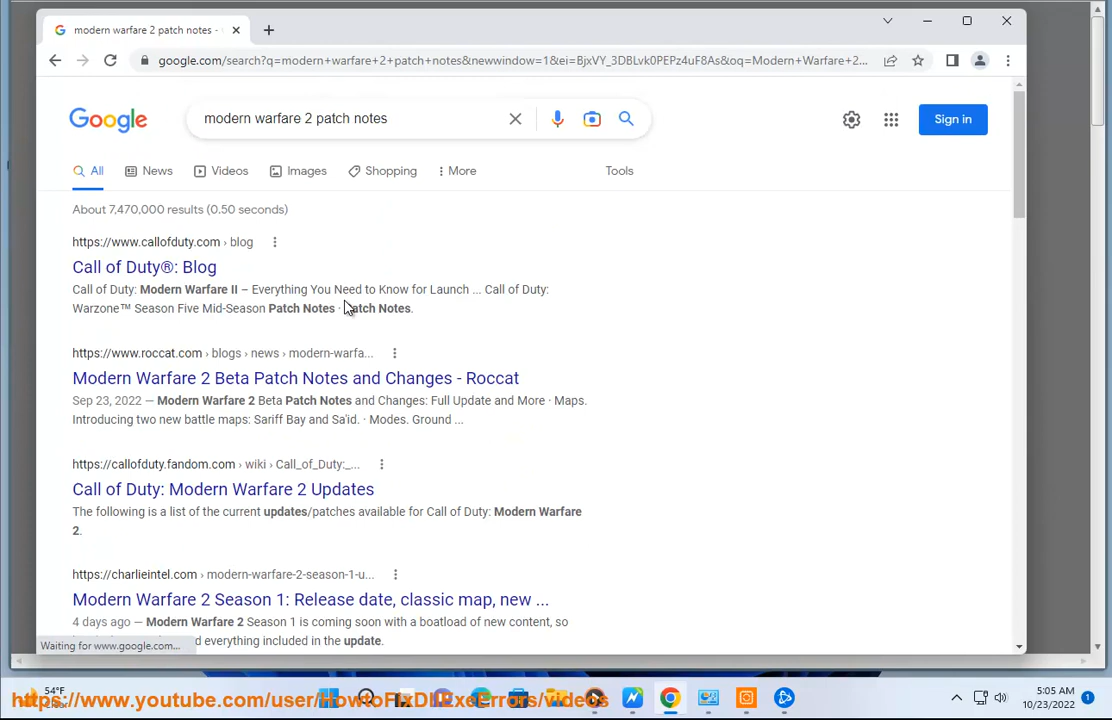 modern warfare 2 patch notes -
google.com/search?q=modern+warfare+2+patch+notes&newwindow=1&ei=BjxVY_3DBLvk0PEPz4uF8As&oq=Modern+Warfare+2...
Google
modern warfare 2 patch notes
Sign in
All News Videos Images Shopping More Tools
About 7,470,000 results (0.50 seconds)
https://www.callofduty.com › blog
Call of Duty®: Blog
Call of Duty: Modern Warfare II – Everything You Need to Know for Launch ... Call of Duty:
Warzone™ Season Five Mid-Season Patch Notes · Patch Notes.
https://www.roccat.com › blogs › news › modern-warfa...
Modern Warfare 2 Beta Patch Notes and Changes - Roccat
Sep 23, 2022 — Modern Warfare 2 Beta Patch Notes and Changes: Full Update and More · Maps.
Introducing two new battle maps: Sariff Bay and Sa'id. · Modes. Ground ...
https://callofduty.fandom.com › wiki › Call_of_Duty:_...
Call of Duty: Modern Warfare 2 Updates
The following is a list of the current updates/patches available for Call of Duty: Modern Warfare
2.
https://charlieintel.com › modern-warfare-2-season-1-u...
Modern Warfare 2 Season 1: Release date, classic map, new ...
4 days ago — Modern Warfare 2 Season 1 is coming soon with a boatload of new content, so
d everything included in the update.
Waiting for www.google.com...
54°F
https://www.youtube.com/user/HowtoFixDLLExeErrors/videos
5:05 AM
10/23/2022
1